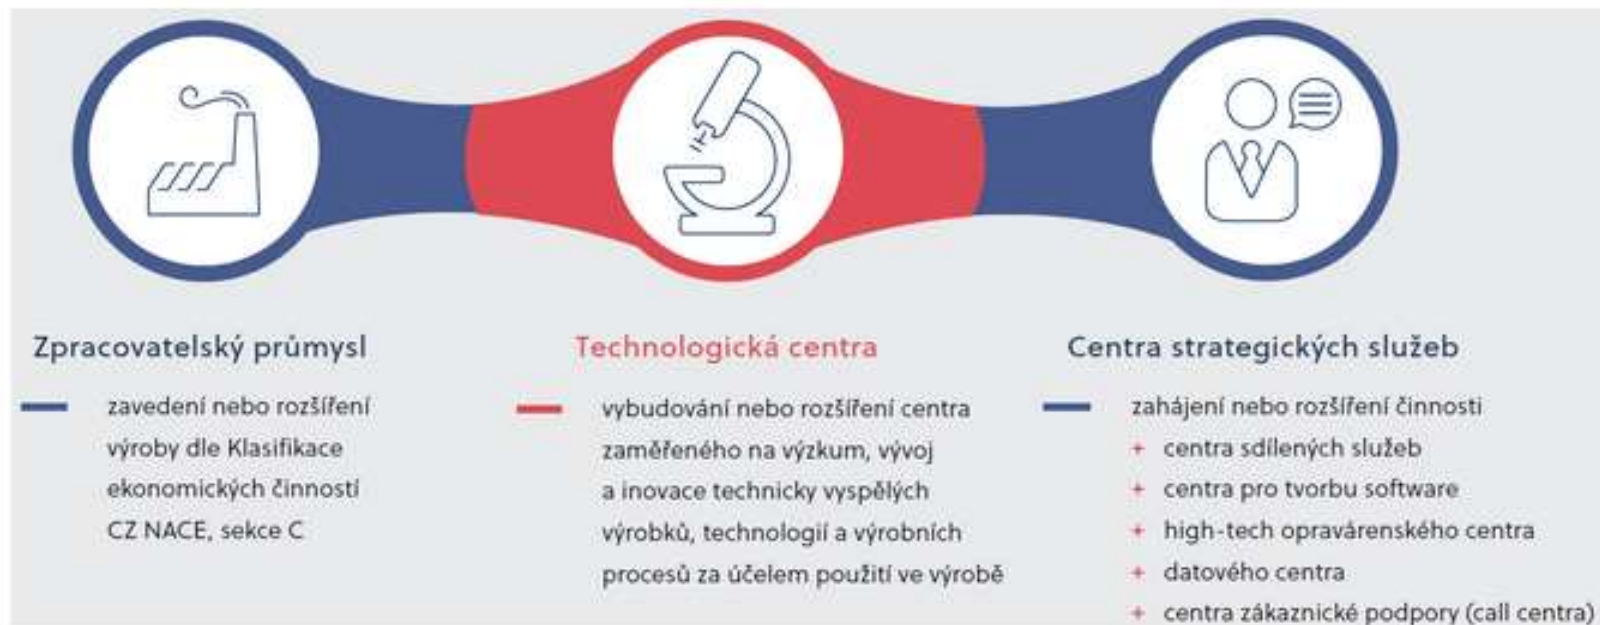 Zpracovatelský průmysl
zavedení nebo rozšíření
výroby dle Klasifikace
ekonomických činností
CZ NACE, sekce C
Technologická centra
vybudování nebo rozšíření centra
zaměřeného na výzkum, vývoj
a inovace technicky vyspělých
výrobků, technologií a výrobních
procesů za účelem použití ve výrobě
Centra strategických služeb
zahájení nebo rozšíření činnosti
+ centra sdílených služeb
+ centra pro tvorbu software
+ high-tech opravárenského centra
+ datového centra
+ centra zákaznické podpory (call centra)